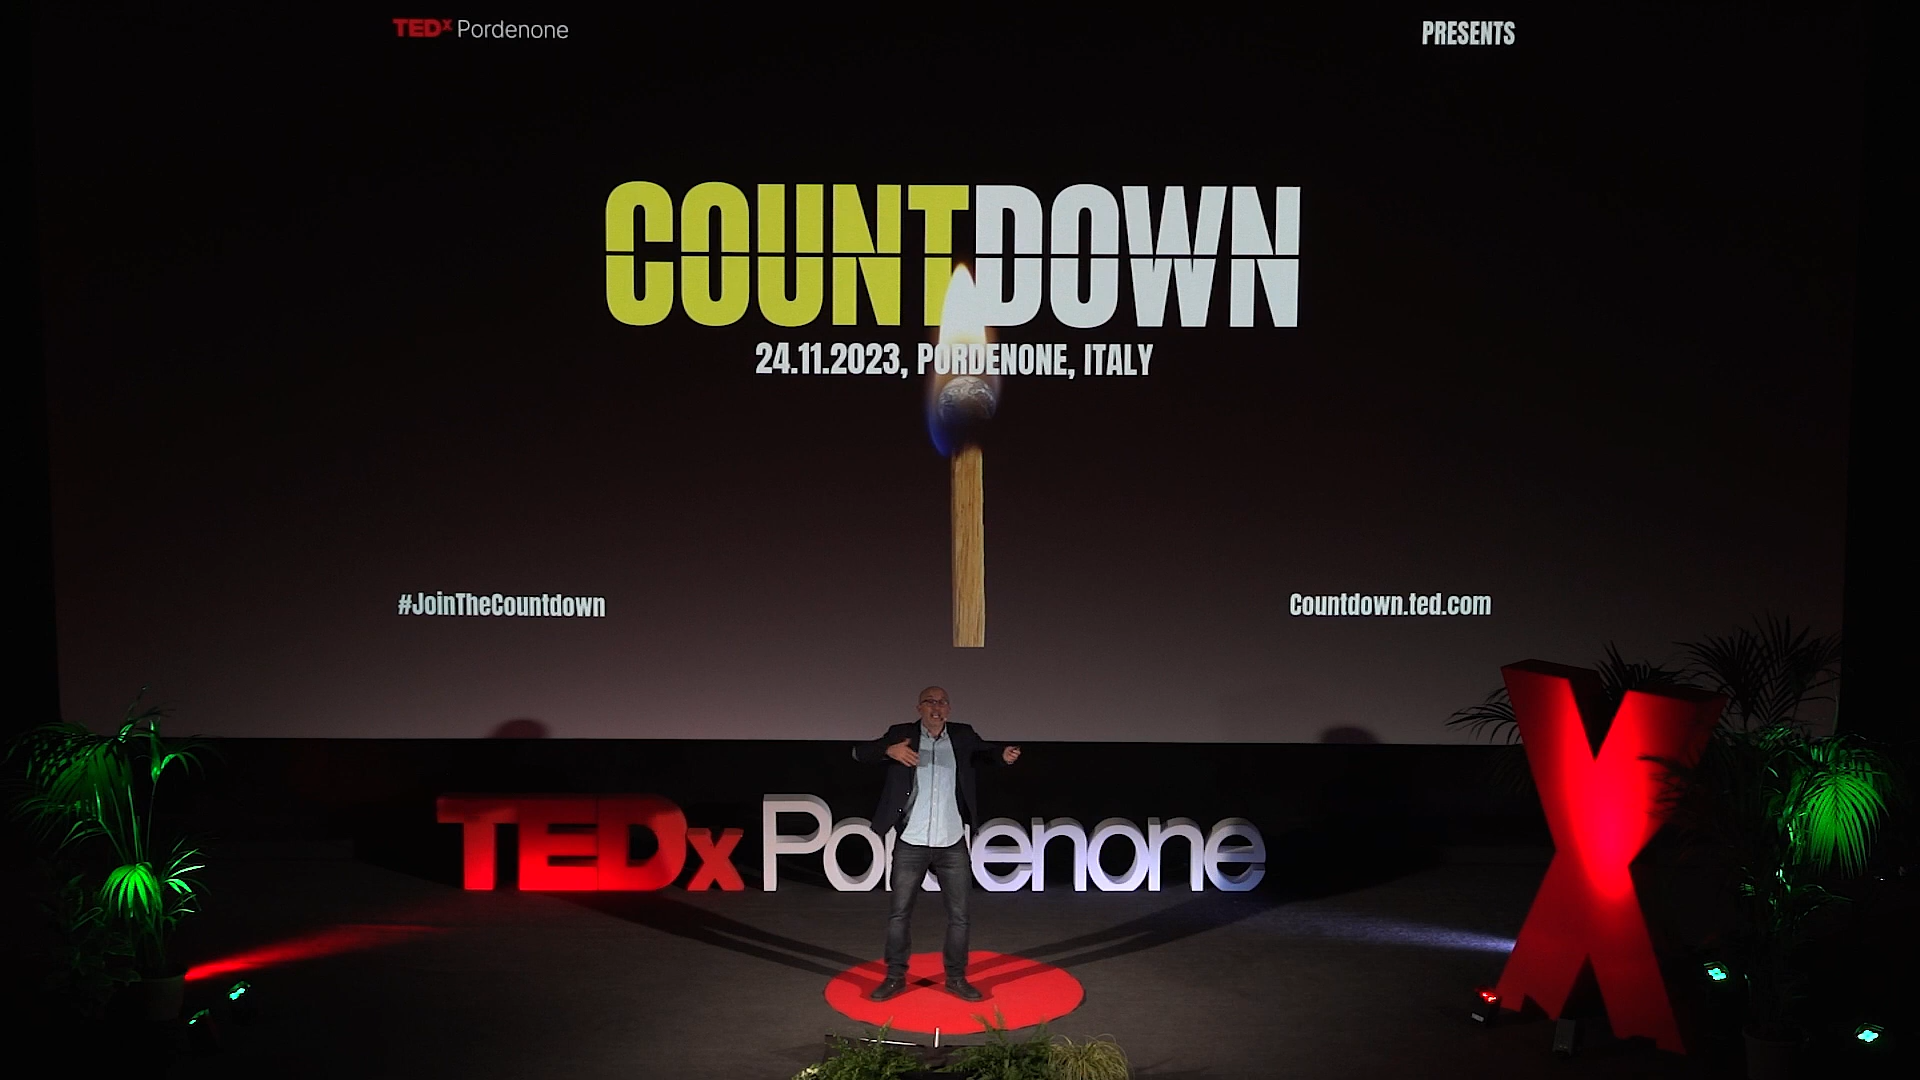 TEDx Pordenone
PRESENTS
COUNTDOWN
24.11.2023, PORDENONE, ITALY
#JoinTheCountdown
Countdown.ted.com
TEDx Pordenone
X